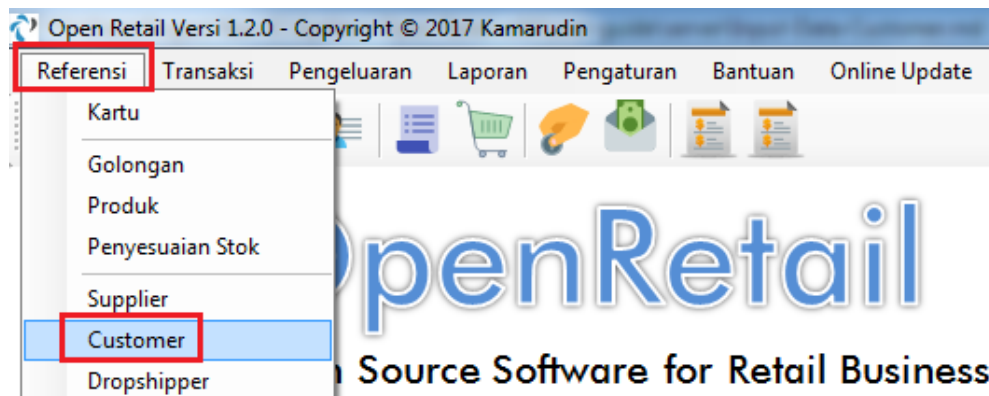 Open Retail Versi 1.2.0 - Copyright © 2017 Kamarudin
Referensi Transaksi Pengeluaran Laporan Pengaturan Bantuan Online Update
Kartu
Golongan
Produk
Penyesuaian Stok
Supplier
Customer
Dropshipper
penRetail
Source Software for Retail Business